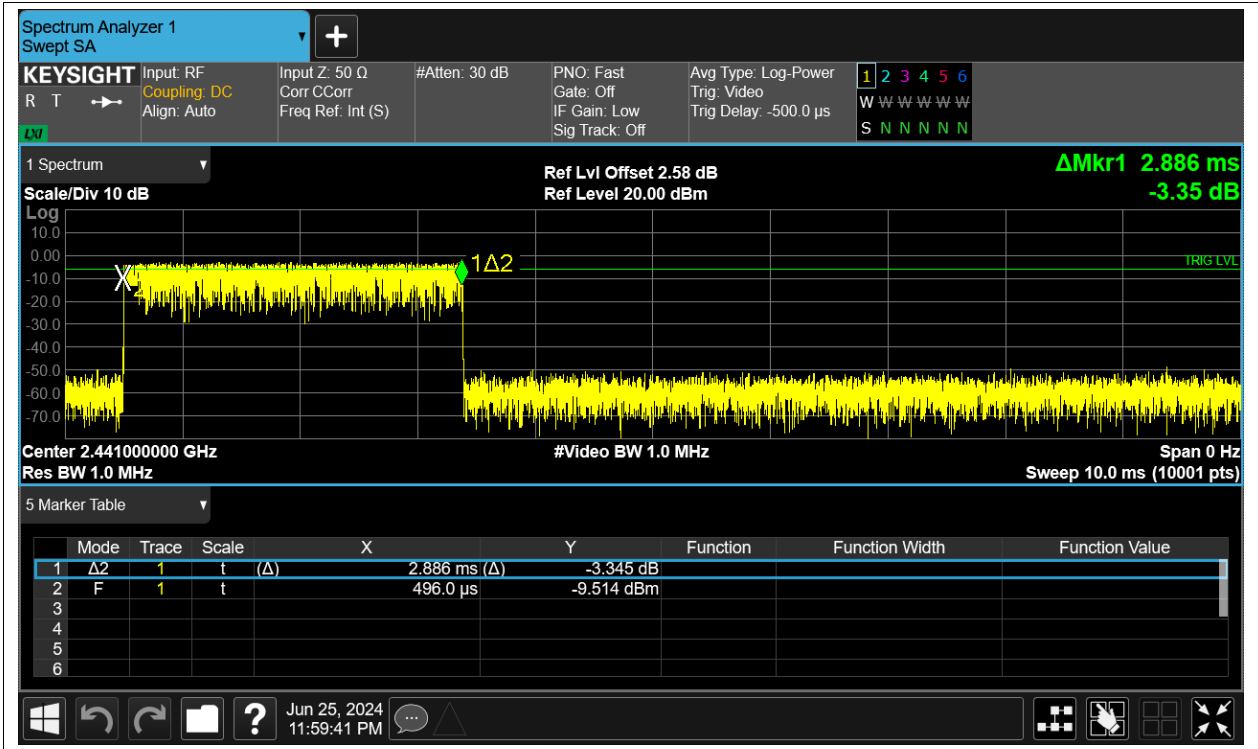 Spectrum Analyzer 1
Swept SA
KEYSIGHT Input: RF Input Z: 50 Ω #Atten: 30 dB PNO: Fast Avg Type: Log-Power 1 2 3 4 5 6
R T Coupling: DC Corr CCorr Gate: Off Trig: Video W W W W W W
Align: Auto Freq Ref: Int (S) IF Gain: Low Trig Delay: -500.0 µs
LXI Sig Track: Off S N N N N N
1 Spectrum Ref Lvl Offset 2.58 dB ΔMkr1 2.886 ms
Scale/Div 10 dB Ref Level 20.00 dBm -3.35 dB
Log
10.0
0.00
1Δ2 TRIG LVL
-10.0
X
-20.0
-30.0
-40.0
-50.0
-60.0
-70.0
Center 2.441000000 GHz #Video BW 1.0 MHz Span 0 Hz
Res BW 1.0 MHz Sweep 10.0 ms (10001 pts)
5 Marker Table
Mode Trace Scale X Y Function Function Width Function Value
1 Δ2 1 t (Δ) 2.886 ms (Δ) -3.345 dB
2 F 1 t 496.0 µs -9.514 dBm
3
4
5
6
? Jun 25, 2024
11:59:41 PM